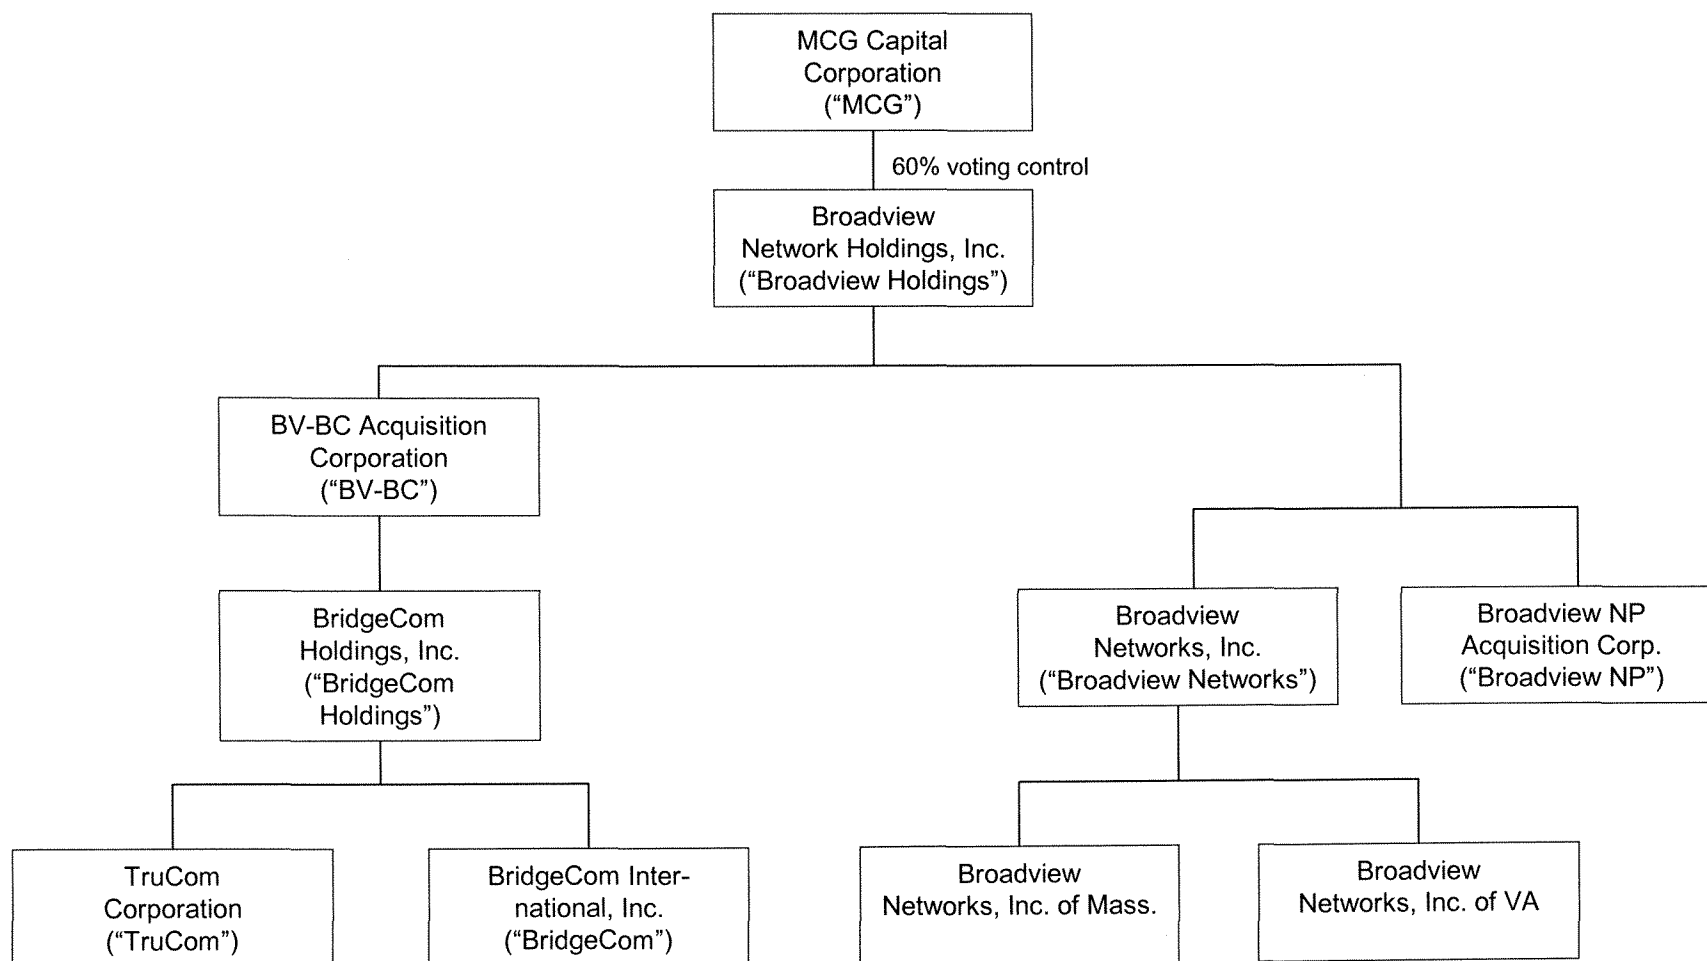 MCG Capital
Corporation
(“MCG”)
60% voting control
Broadview
Network Holdings, Inc.
(“Broadview Holdings”)
BV-BC Acquisition
Corporation
(“BV-BC”)
BridgeCom
Holdings, Inc.
(“BridgeCom
Holdings”)
Broadview
Networks, Inc.
(“Broadview Networks”)
Broadview NP
Acquisition Corp.
(“Broadview NP”)
TruCom
Corporation
(“TruCom”)
BridgeCom Inter-
national, Inc.
(“BridgeCom”)
Broadview
Networks, Inc. of Mass.
Broadview
Networks, Inc. of VA